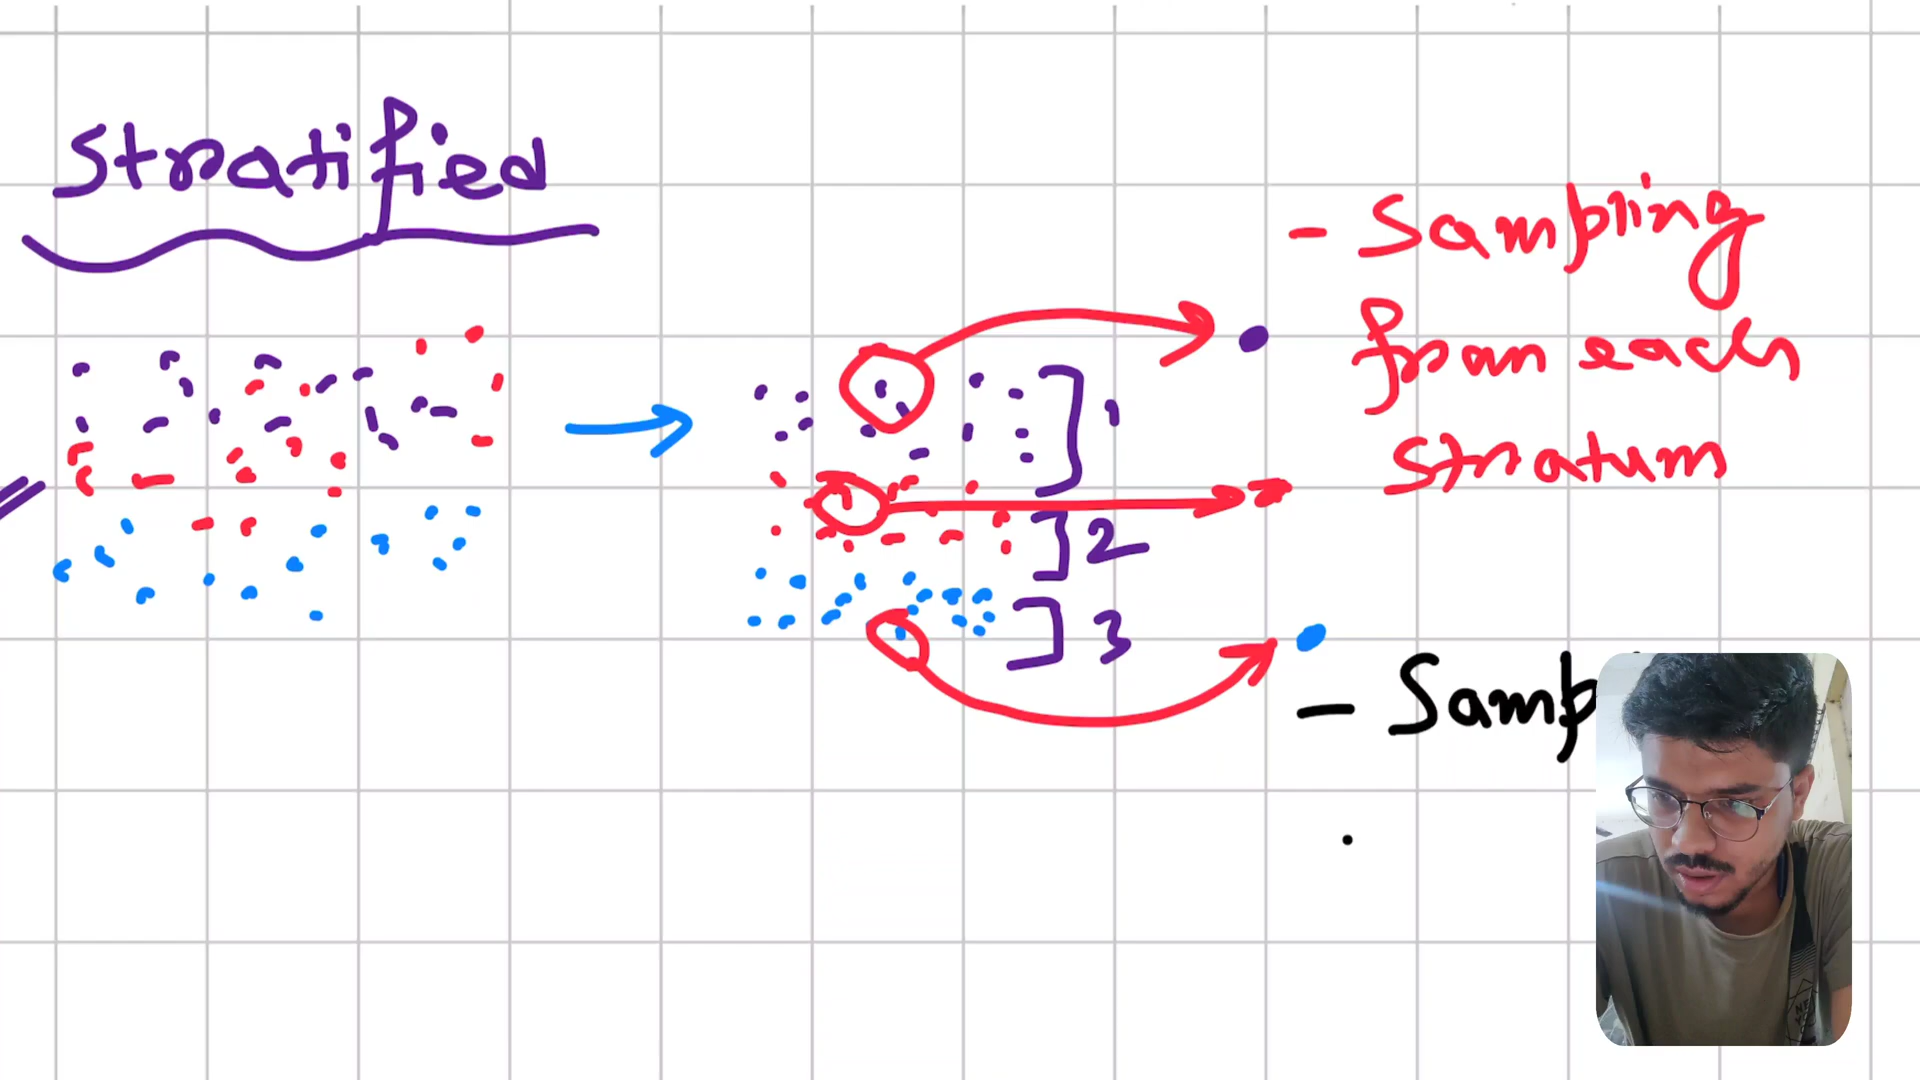 Stratified
- Sampling
from each
stratum
1
2
3
- Samp